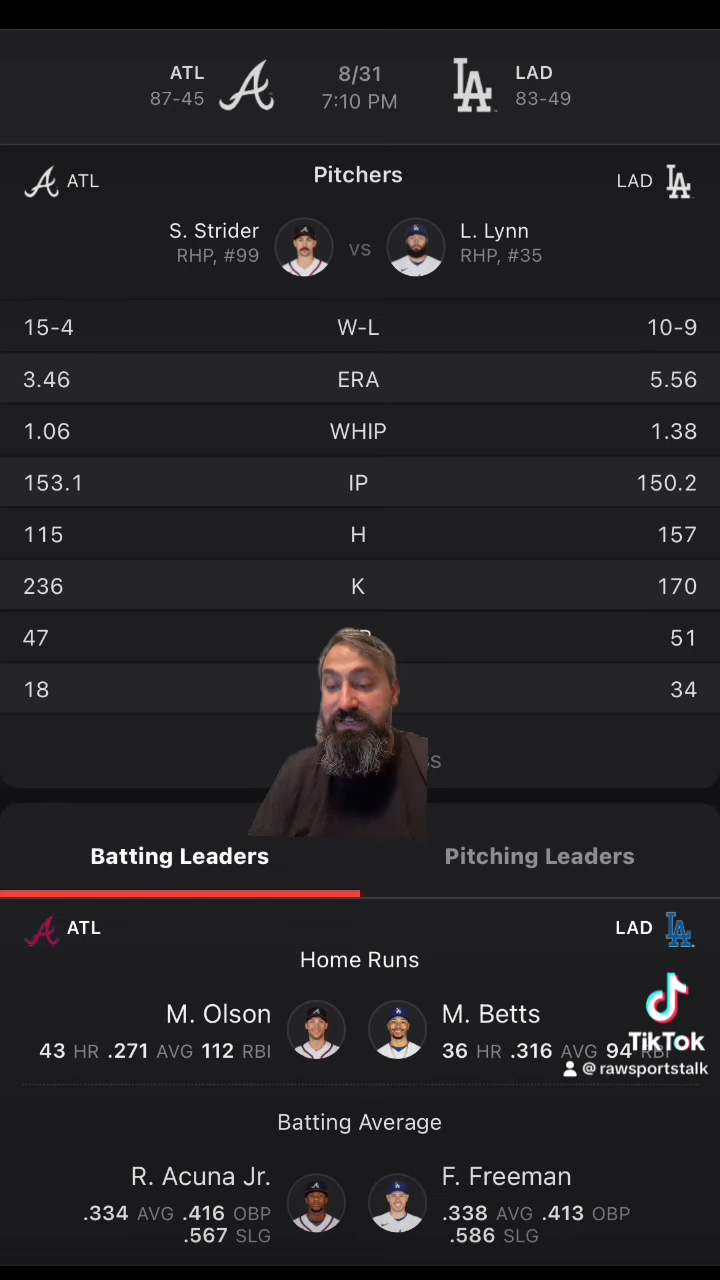 ATL
87-45
8/31
7:10 PM
LAD
83-49
ATL
Pitchers
LAD
S. Strider
RHP, #99
VS
L. Lynn
RHP, #35
15-4 W-L 10-9
3.46 ERA 5.56
1.06 WHIP 1.38
153.1 IP 150.2
115 H 157
236 K 170
47 51
18 34
Batting Leaders
Pitching Leaders
ATL
LAD
Home Runs
M. Olson
43 HR .271 AVG 112 RBI
M. Betts
36 HR .316 AVG 94 RBI
TikTok
@rawsportstalk
Batting Average
R. Acuna Jr.
.334 AVG .416 OBP
.567 SLG
F. Freeman
.338 AVG .413 OBP
.586 SLG